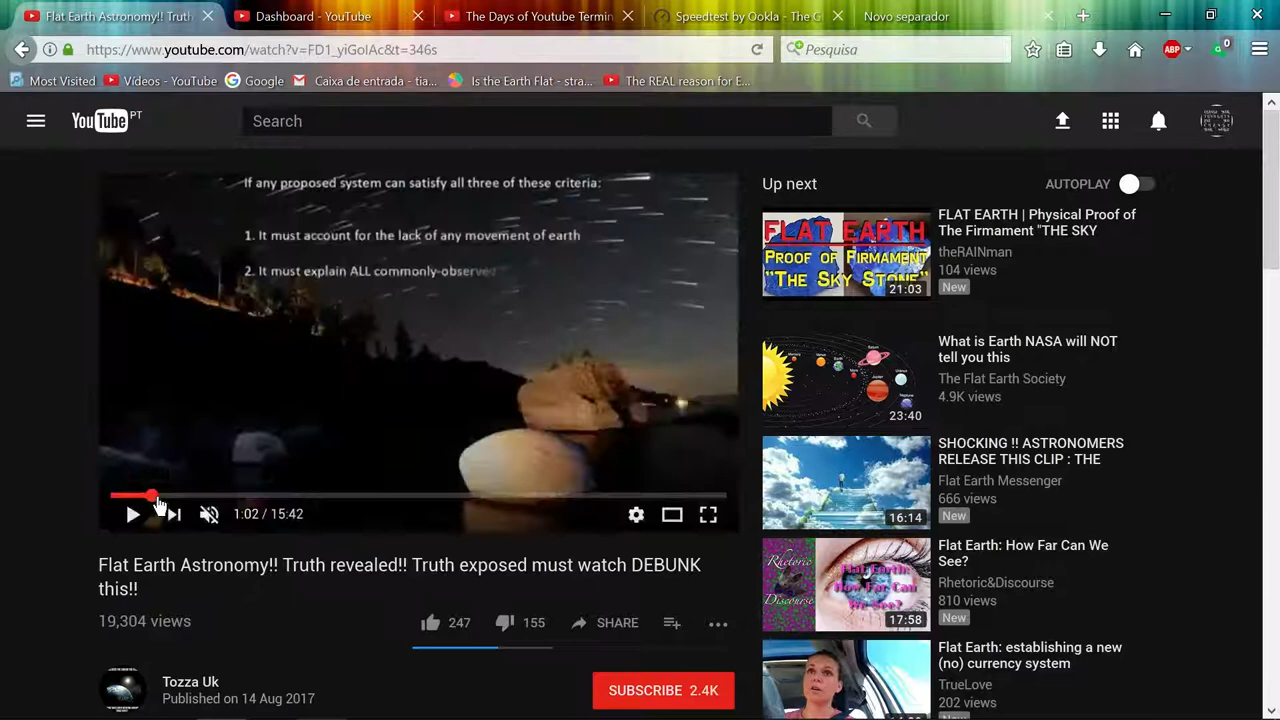 Flat Earth Astronomy!! Truth
Dashboard - YouTube
The Days of Youtube Termin
Speedtest by Ookla - The G
Novo separador
https://www.youtube.com/watch?v=FD1_yiGoIAc&t=346s
Pesquisa
ABP
0
Most Visited
Vídeos - YouTube
Google
Caixa de entrada - tia...
Is the Earth Flat - stra...
The REAL reason for E...
YouTube PT
Search
If any proposed system can satisfy all three of these criteria:
1. It must account for the lack of any movement of earth
2. It must explain ALL commonly-observed
1:02 / 15:42
Flat Earth Astronomy!! Truth revealed!! Truth exposed must watch DEBUNK
this!!
19,304 views
247
155
SHARE
Tozza Uk
Published on 14 Aug 2017
SUBSCRIBE 2.4K
Up next
AUTOPLAY
FLAT EARTH
PROOF OF FIRMAMENT
"THE SKY STONE"
21:03
FLAT EARTH | Physical Proof of
The Firmament "THE SKY
theRAINman
104 views
New
23:40
What is Earth NASA will NOT
tell you this
The Flat Earth Society
4.9K views
16:14
SHOCKING !! ASTRONOMERS
RELEASE THIS CLIP : THE
Flat Earth Messenger
666 views
New
Rhetoric
Discourse
Flat Earth:
How Far Can
We See?
17:58
Flat Earth: How Far Can We
See?
Rhetoric&Discourse
810 views
New
Flat Earth: establishing a new
(no) currency system
TrueLove
202 views